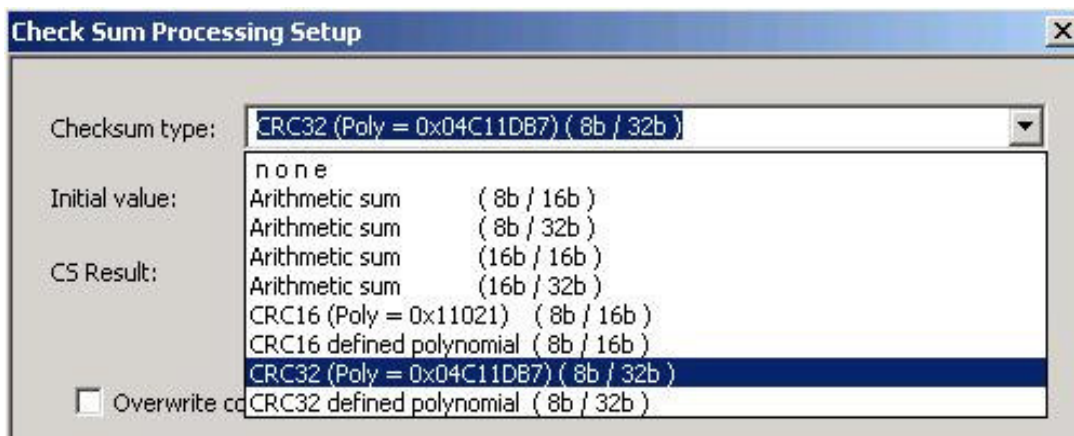 Check Sum Processing Setup
Checksum type: CRC32 (Poly = 0x04C11DB7) ( 8b / 32b )
n o n e
Initial value: Arithmetic sum ( 8b / 16b )
Arithmetic sum ( 8b / 32b )
CS Result: Arithmetic sum (16b / 16b )
Arithmetic sum (16b / 32b )
CRC16 (Poly = 0x11021) ( 8b / 16b )
CRC16 defined polynomial ( 8b / 16b )
CRC32 (Poly = 0x04C11DB7) ( 8b / 32b )
Overwrite CRC32 defined polynomial ( 8b / 32b )